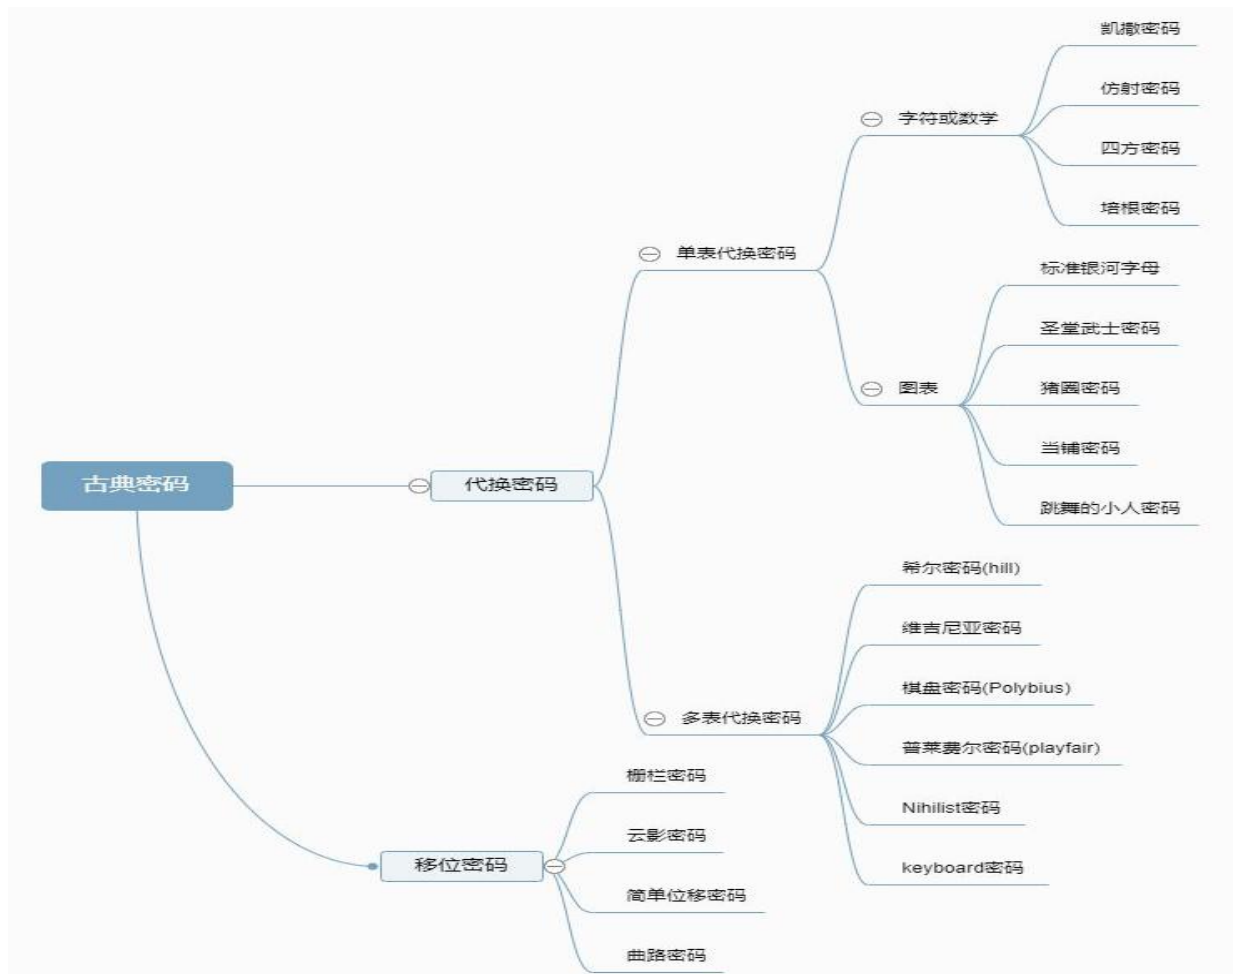 凯撒密码
仿射密码
字符或数学
四方密码
培根密码
单表代换密码
标准银河字母
圣堂武士密码
图表
猪圈密码
当铺密码
跳舞的小人密码
古典密码
代换密码
希尔密码(hill)
维吉尼亚密码
棋盘密码(Polybius)
多表代换密码
普莱费尔密码(playfair)
Nihilist密码
keyboard密码
栅栏密码
云影密码
移位密码
简单位移密码
曲路密码